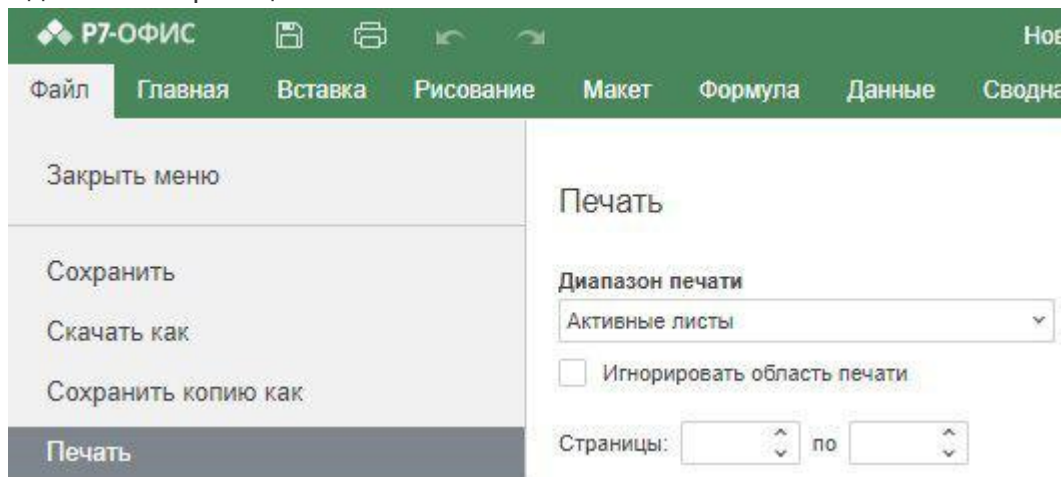 Р7-ОФИС
Файл Главная Вставка Рисование Макет Формула Данные
Закрыть меню
Печать
Сохранить
Диапазон печати
Активные листы
Скачать как
Игнорировать область печати
Сохранить копию как
Страницы: по
Печать